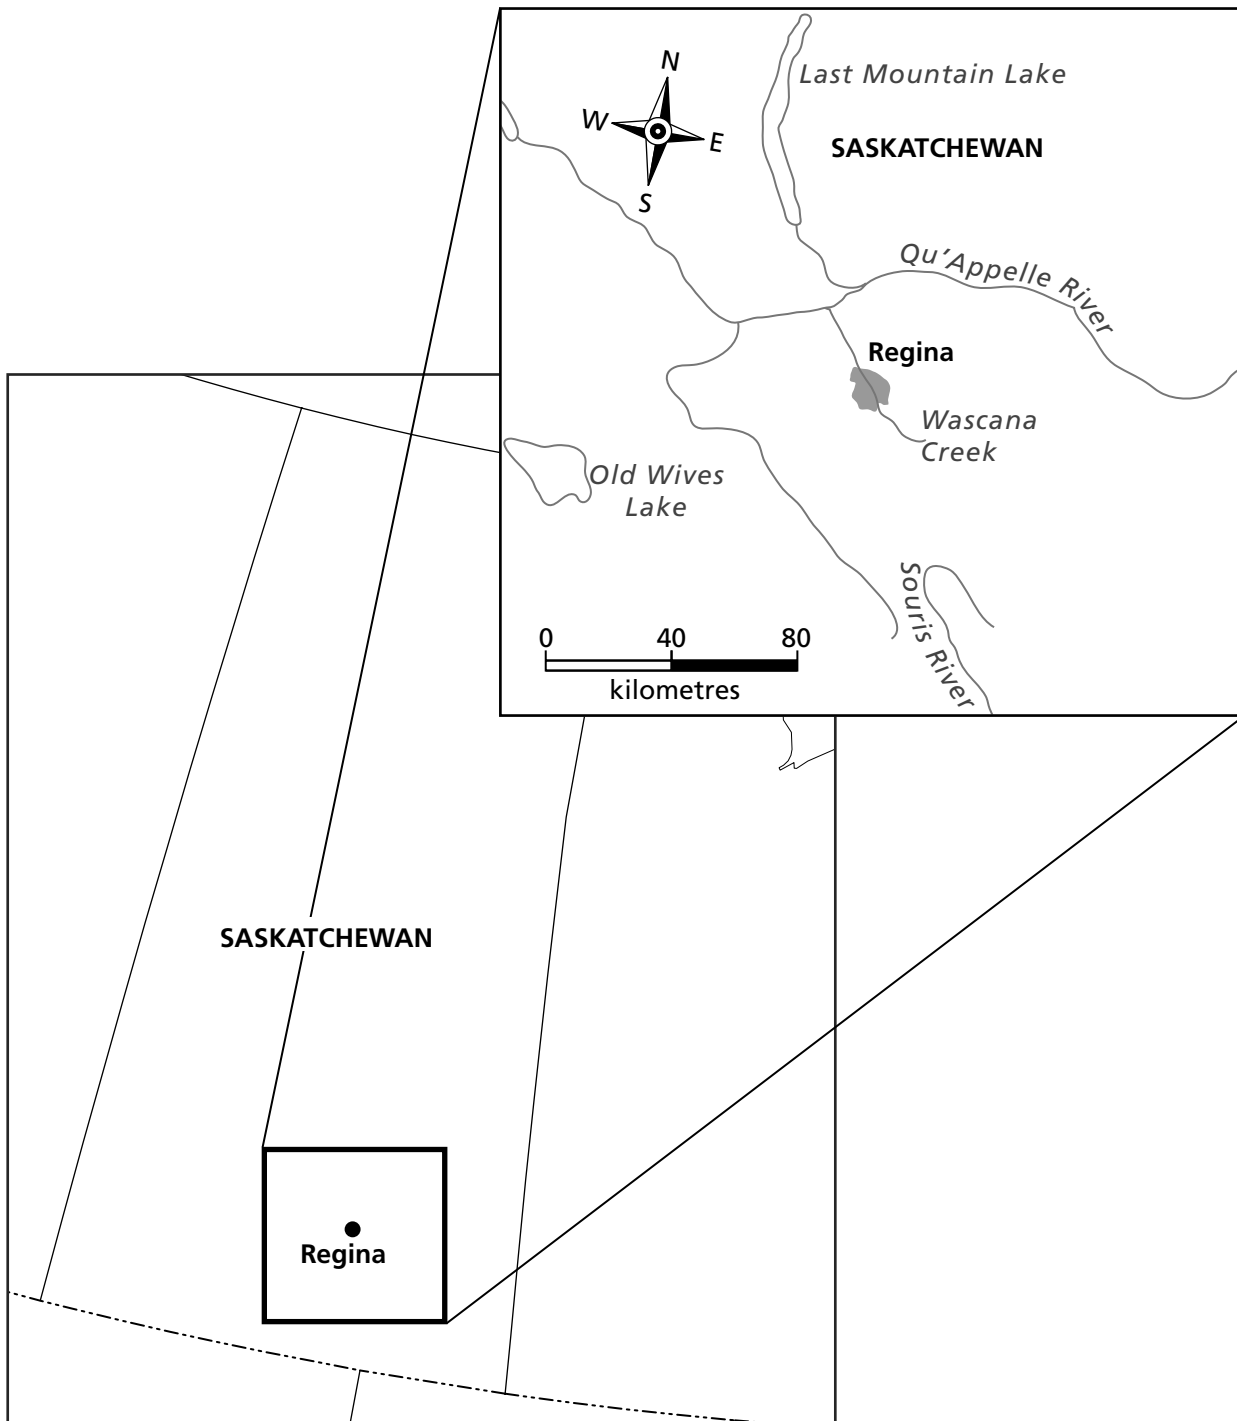 N
W
E
S
Last Mountain Lake
SASKATCHEWAN
Qu'Appelle River
Regina
Wascana
Creek
Old Wives
Lake
Souris River
0 40 80
kilometres
SASKATCHEWAN
Regina